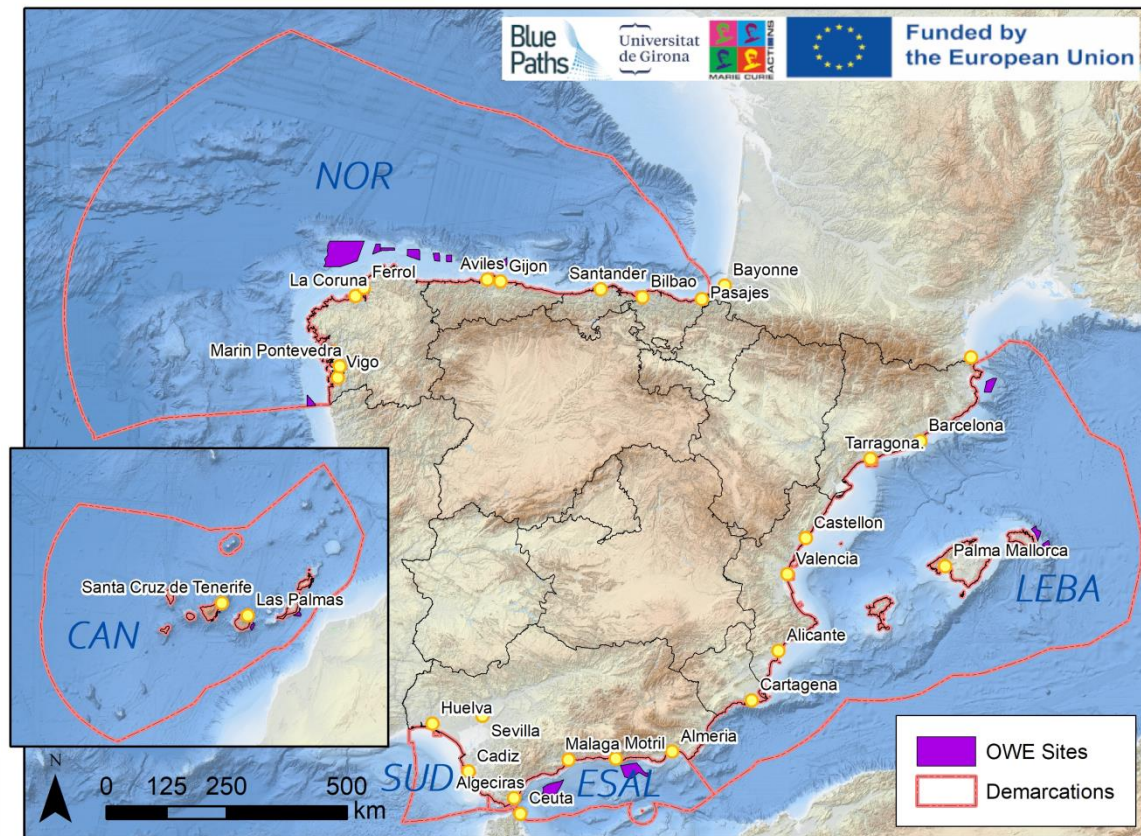 Blue
Paths
Universitat
de Girona
MARIE CURIE
ACTIONS
Funded by
the European Union
NOR
La Coruna
Ferrol
Aviles
Gijon
Santander
Bilbao
Pasajes
Bayonne
Marin Pontevedra
Vigo
Barcelona
Tarragona.
Castellon
Valencia
Palma Mallorca
LEBA
Alicante
Cartagena
Santa Cruz de Tenerife
Las Palmas
CAN
Huelva
Sevilla
Cadiz
Malaga
Motril
Almeria
Algeciras
Ceuta
SUD
ESAL
N
0 125 250 500
km
OWE Sites
Demarcations